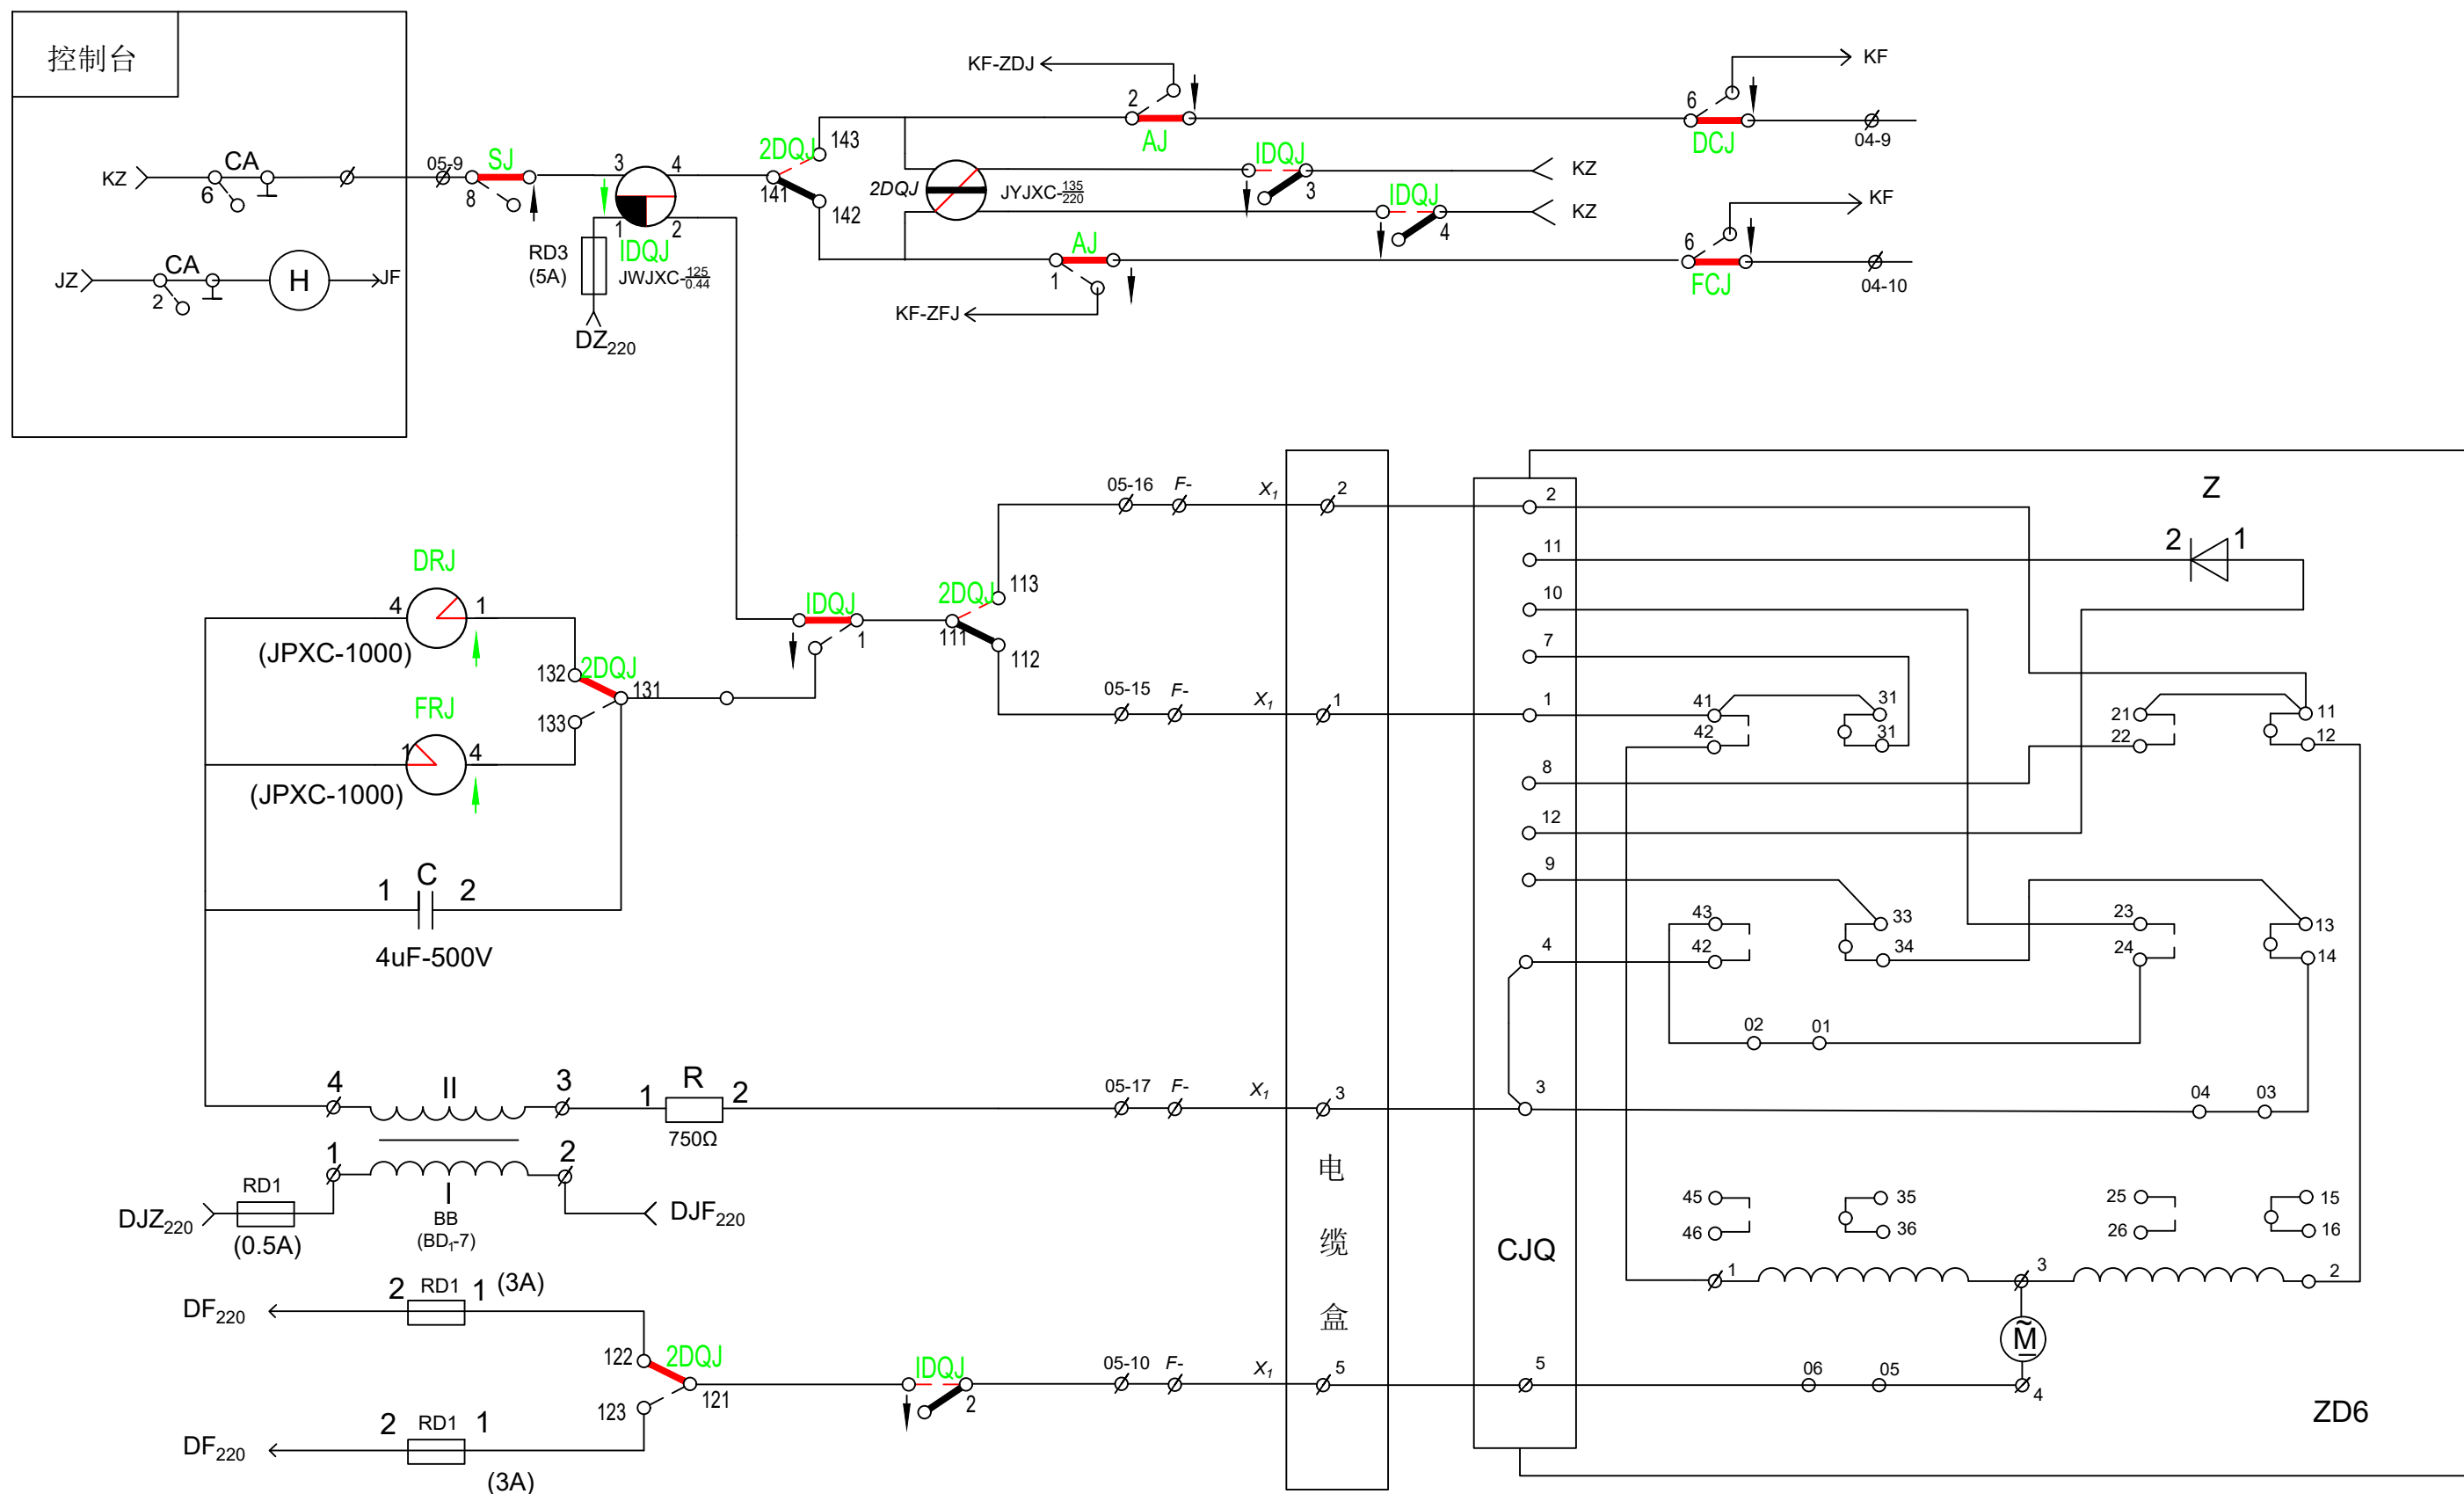 控制台
KZ
CA
6
05-9
SJ
8
JZ
CA
2
H
JF
3
4
1
2
IDQJ
JWJXC-125/0.44
RD3
(5A)
DZ220
2DQJ
143
141
142
KF-ZDJ
2
AJ
2DQJ
JYJXC-135/220
IDQJ
3
KZ
IDQJ
4
KZ
AJ
1
KF-ZFJ
6
DCJ
KF
04-9
6
FCJ
KF
04-10
DRJ
4
1
(JPXC-1000)
132
2DQJ
131
133
FRJ
1
4
(JPXC-1000)
C
1
2
4uF-500V
IDQJ
1
2DQJ
113
111
112
05-16
F-
X1
2
05-15
F-
X1
1
4
II
3
1
R
2
750Ω
05-17
F-
X1
3
1
2
I
BB
(BD1-7)
DJZ220
RD1
(0.5A)
DJF220
DF220
2
RD1
1
(3A)
122
2DQJ
121
123
DF220
2
RD1
1
(3A)
IDQJ
2
05-10
F-
X1
5
电
缆
盒
CJQ
2
11
10
7
1
8
12
9
4
3
5
Z
2
1
41
42
31
31
21
22
11
12
43
42
33
34
23
24
13
14
02
01
04
03
45
46
35
36
25
26
15
16
1
3
2
M
4
06
05
ZD6